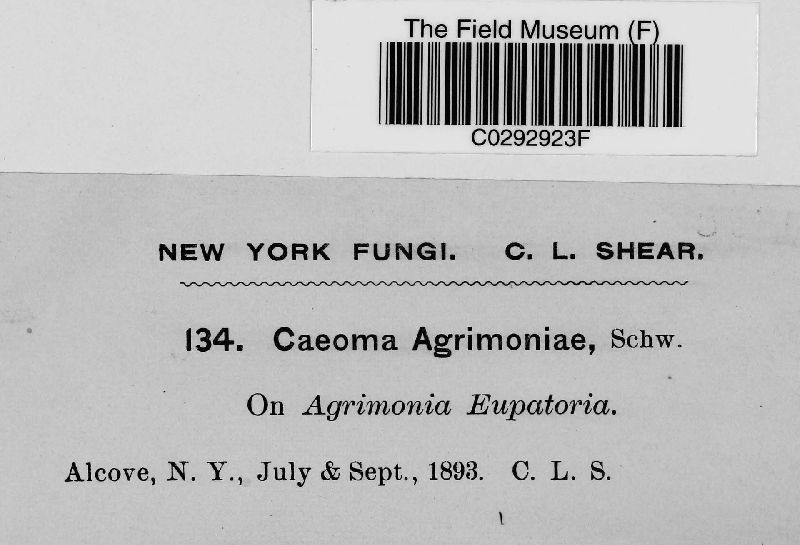 The Field Museum (F)
C0292923F
NEW YORK FUNGI. C. L. SHEAR.
134. Caeoma Agrimoniae, Schw.
On Agrimonia Eupatoria.
Alcove, N. Y., July & Sept., 1893. C. L. S.